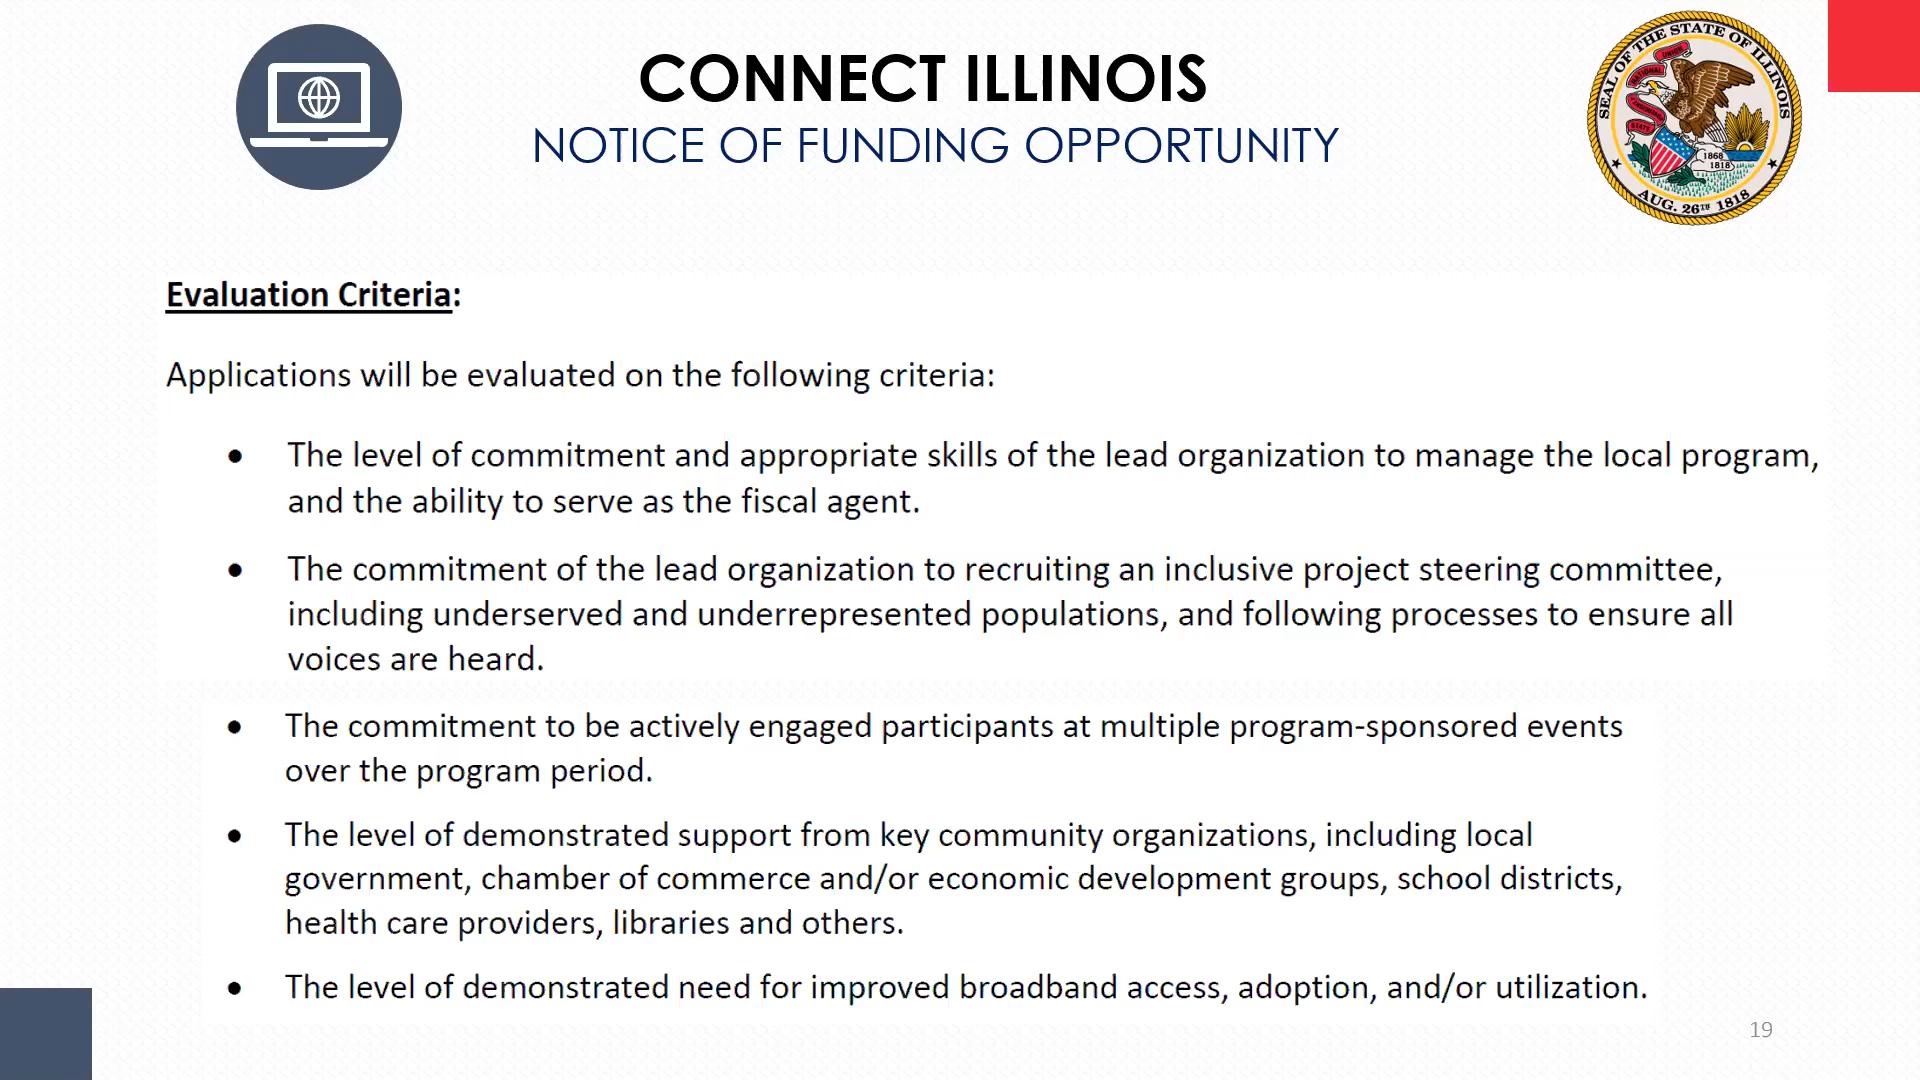 CONNECT ILLINOIS
NOTICE OF FUNDING OPPORTUNITY
SEAL OF THE STATE OF ILLINOIS
NATIONAL
UNION
STATE
1868
1818
AUG. 26TH 1818
Evaluation Criteria:
Applications will be evaluated on the following criteria:
• The level of commitment and appropriate skills of the lead organization to manage the local program,
and the ability to serve as the fiscal agent.
• The commitment of the lead organization to recruiting an inclusive project steering committee,
including underserved and underrepresented populations, and following processes to ensure all
voices are heard.
• The commitment to be actively engaged participants at multiple program-sponsored events
over the program period.
• The level of demonstrated support from key community organizations, including local
government, chamber of commerce and/or economic development groups, school districts,
health care providers, libraries and others.
• The level of demonstrated need for improved broadband access, adoption, and/or utilization.
19